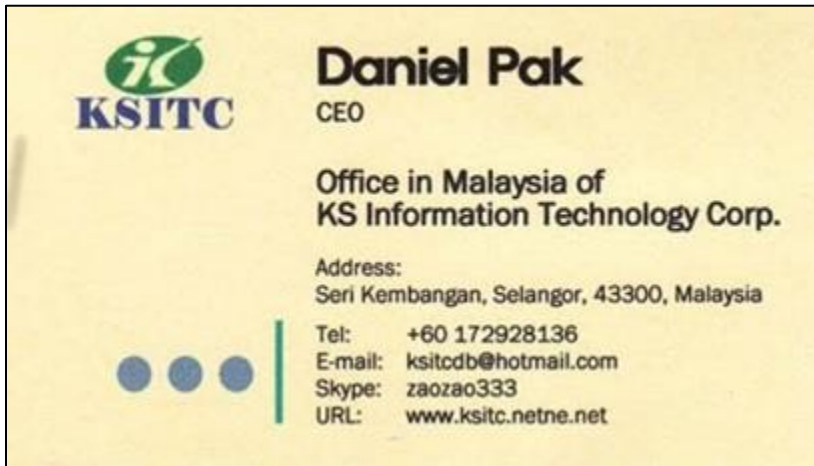 KSITC
Daniel Pak
CEO
Office in Malaysia of
KS Information Technology Corp.
Address:
Seri Kembangan, Selangor, 43300, Malaysia
Tel: +60 172928136
E-mail: ksitcdb@hotmail.com
Skype: zaozao333
URL: www.ksitc.netne.net